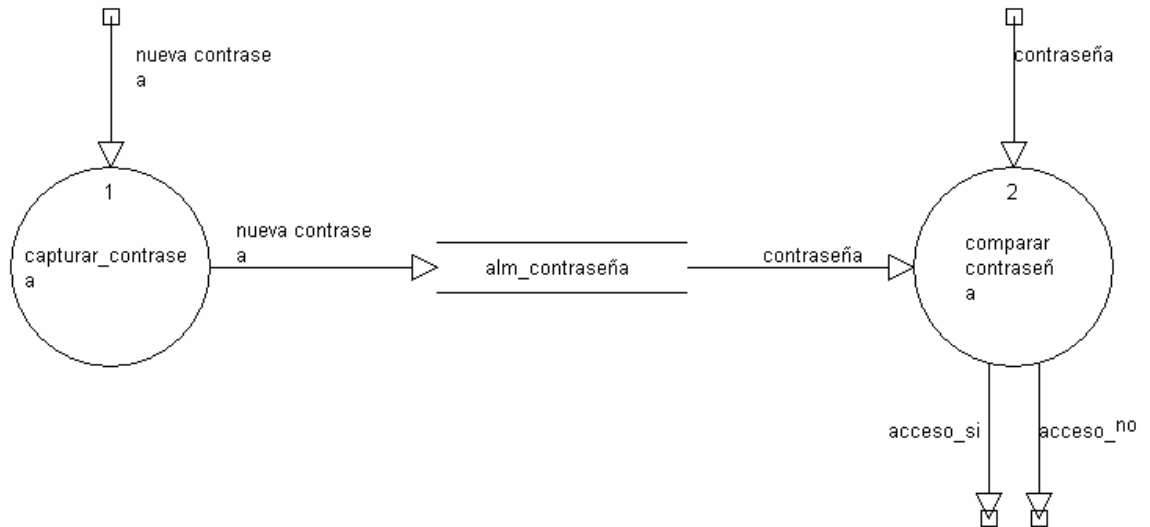 nueva contrase
a
contraseña
1
capturar_contrase
a
nueva contrase
a
alm_contraseña
contraseña
2
comparar
contraseñ
a
acceso_si
acceso_no